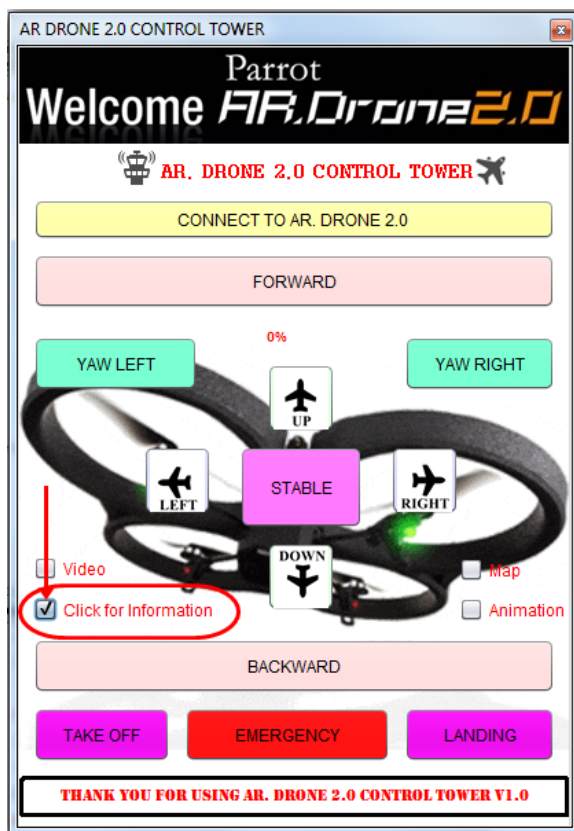 AR DRONE 2.0 CONTROL TOWER
Parrot
Welcome AR.Drone2.0
AR. DRONE 2.0 CONTROL TOWER
CONNECT TO AR. DRONE 2.0
FORWARD
0%
YAW LEFT
YAW RIGHT
UP
LEFT
STABLE
RIGHT
DOWN
Video
Map
Click for Information
Animation
BACKWARD
TAKE OFF
EMERGENCY
LANDING
THANK YOU FOR USING AR. DRONE 2.0 CONTROL TOWER V1.0